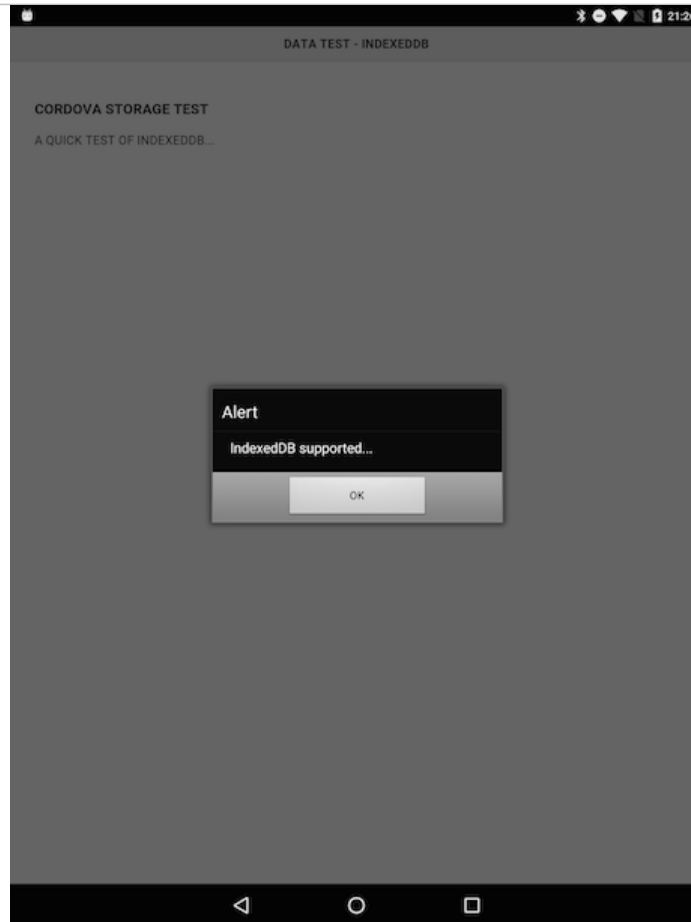 DATA TEST - INDEXEDDB
CORDOVA STORAGE TEST
A QUICK TEST OF INDEXEDDB...
Alert
IndexedDB supported...
OK